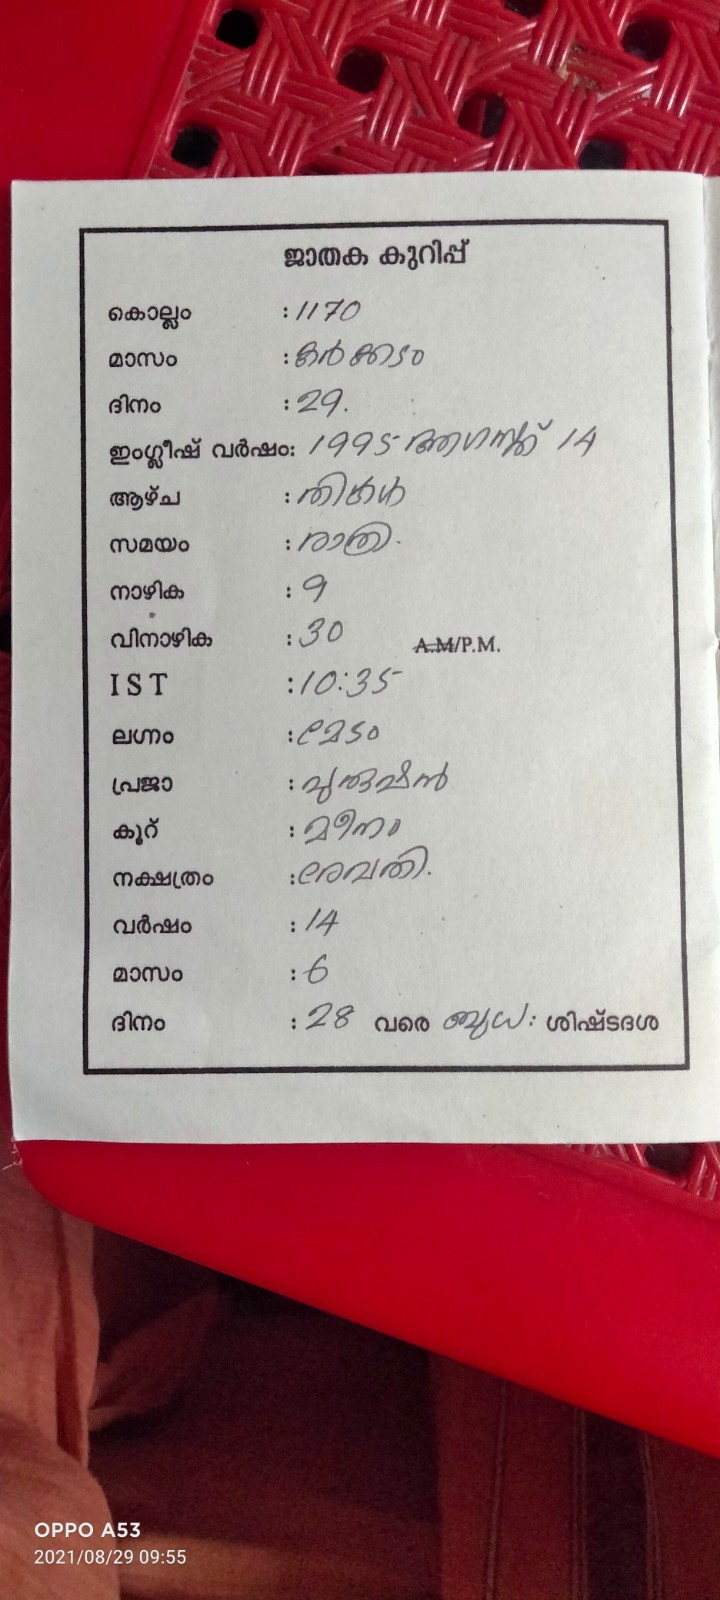 ജാതക കുറിപ്പ്
കൊല്ലം : 1170
മാസം : കർക്കടം
ദിനം : 29.
ഇംഗ്ലീഷ് വർഷം: 1995 ആഗസ്ത് 14
ആഴ്ച : തിങ്കൾ
സമയം : രാത്രി.
നാഴിക : 9
വിനാഴിക : 30 A.M/P.M.
IST : 10:35
ലഗ്നം : മേടം
പ്രജാ : പുരുഷൻ
കൂറ് : മീനം
നക്ഷത്രം : രേവതി.
വർഷം : 14
മാസം : 6
ദിനം : 28 വരെ ബുധ: ശിഷ്ടദശ
OPPO A53
2021/08/29 09:55